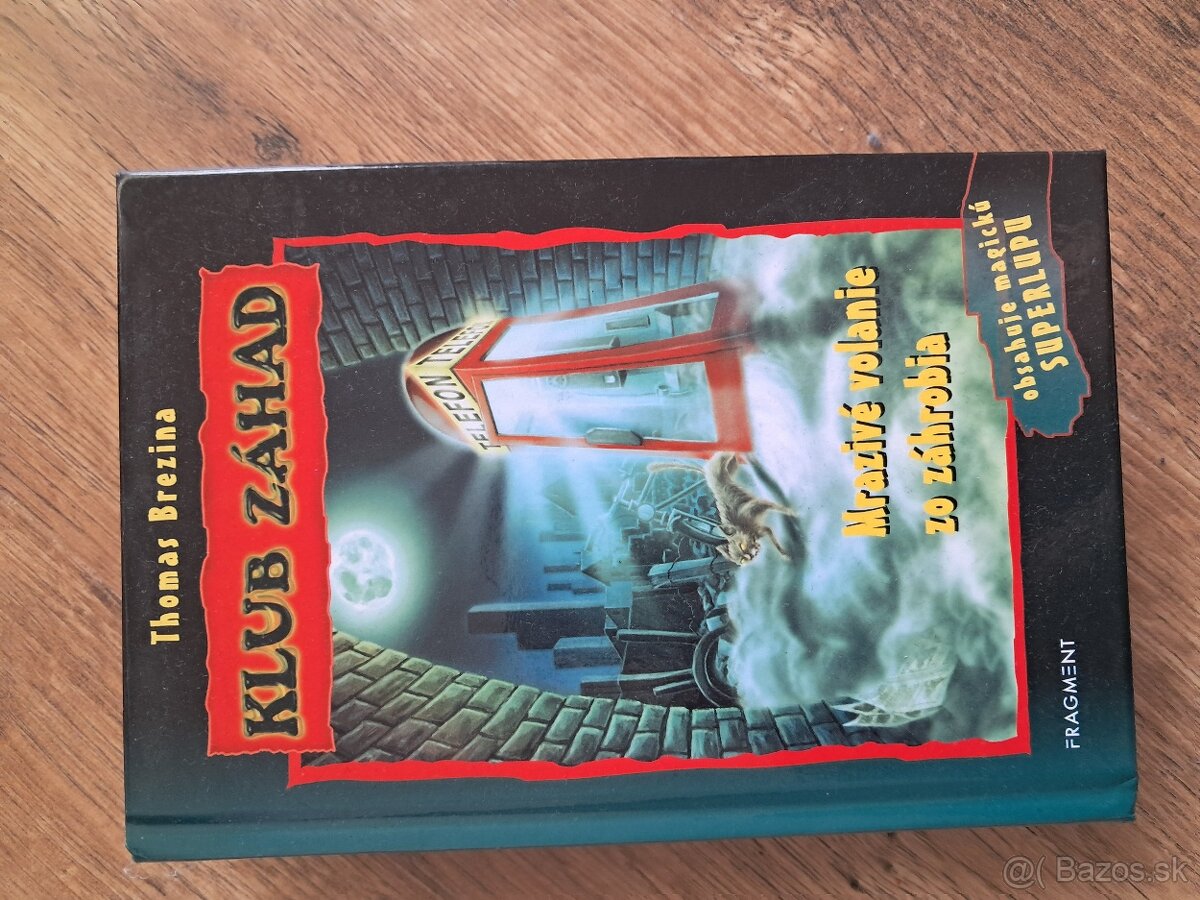 Thomas Brezina
KLUB ZÁHAD
TELEFON
Mrazivé volanie
zo záhrobia
obsahuje magickú
SUPERLUPU
FRAGMENT
@( Bazos.sk